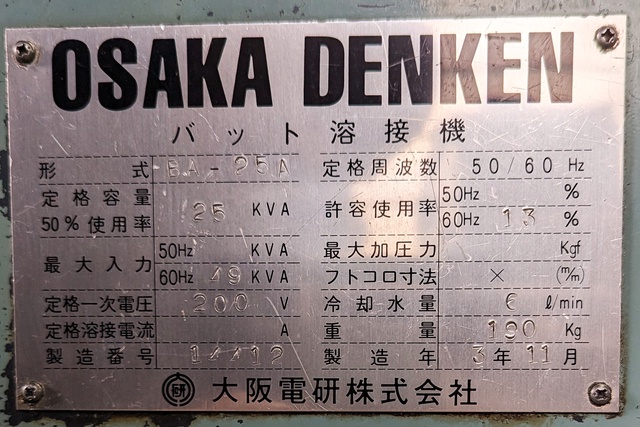 OSAKA DENKEN
バット溶接機
形式 BA-25A 定格周波数 50/60 Hz
定格容量 50%使用率 25 KVA 許容使用率 50Hz % 60Hz 13 %
最大入力 50Hz KVA 最大加圧力 Kgf
60Hz 49 KVA フトコロ寸法 × (m/m)
定格一次電圧 200 V 冷却水量 6 ℓ/min
定格溶接電流 A 重量 190 Kg
製造番号 14412 製造年 3年11月
研 大阪電研株式会社